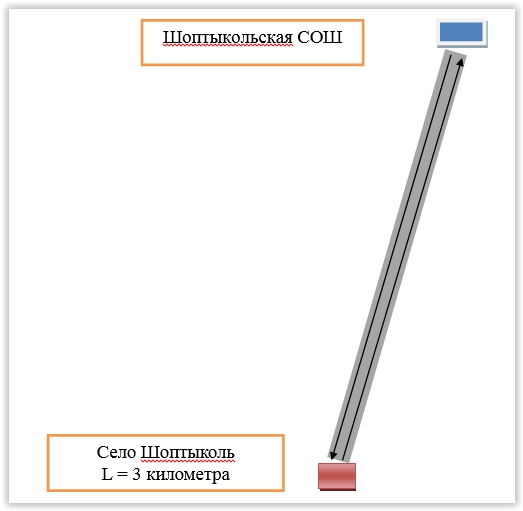 Шоптыкольская СОШ
Село Шоптыколь
L = 3 километра